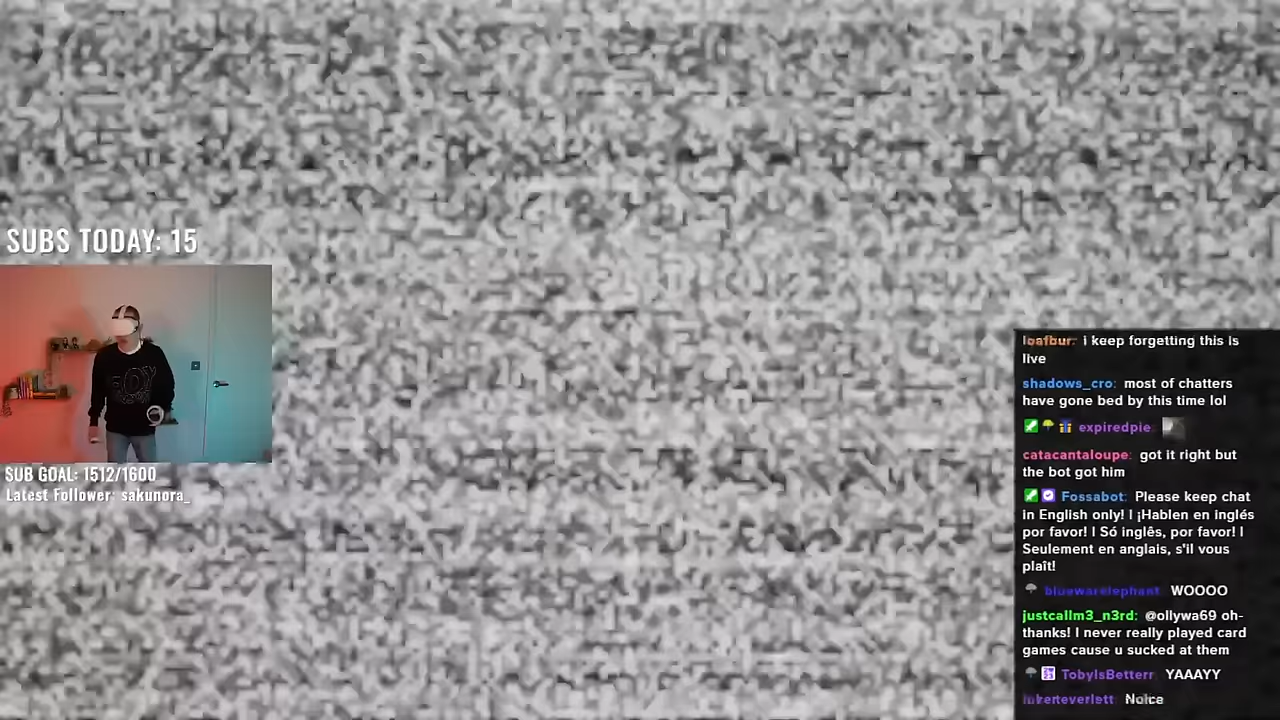 SUBS TODAY: 15
SUB GOAL: 1512/1600
Latest Follower: sakunora_
loafbur: i keep forgetting this is
live
shadows_cro: most of chatters
have gone bed by this time lol
expiredpie:
catacantaloupe: got it right but
the bot got him
Fossabot: Please keep chat
in English only! | ¡Hablen en inglés
por favor! | Só inglês, por favor! |
Seulement en anglais, s'il vous
plaît!
bluewarelephant: WOOOO
justcallm3_n3rd: @ollywa69 oh-
thanks! I never really played card
games cause u sucked at them
TobyIsBetterr: YAAAYY
Noice